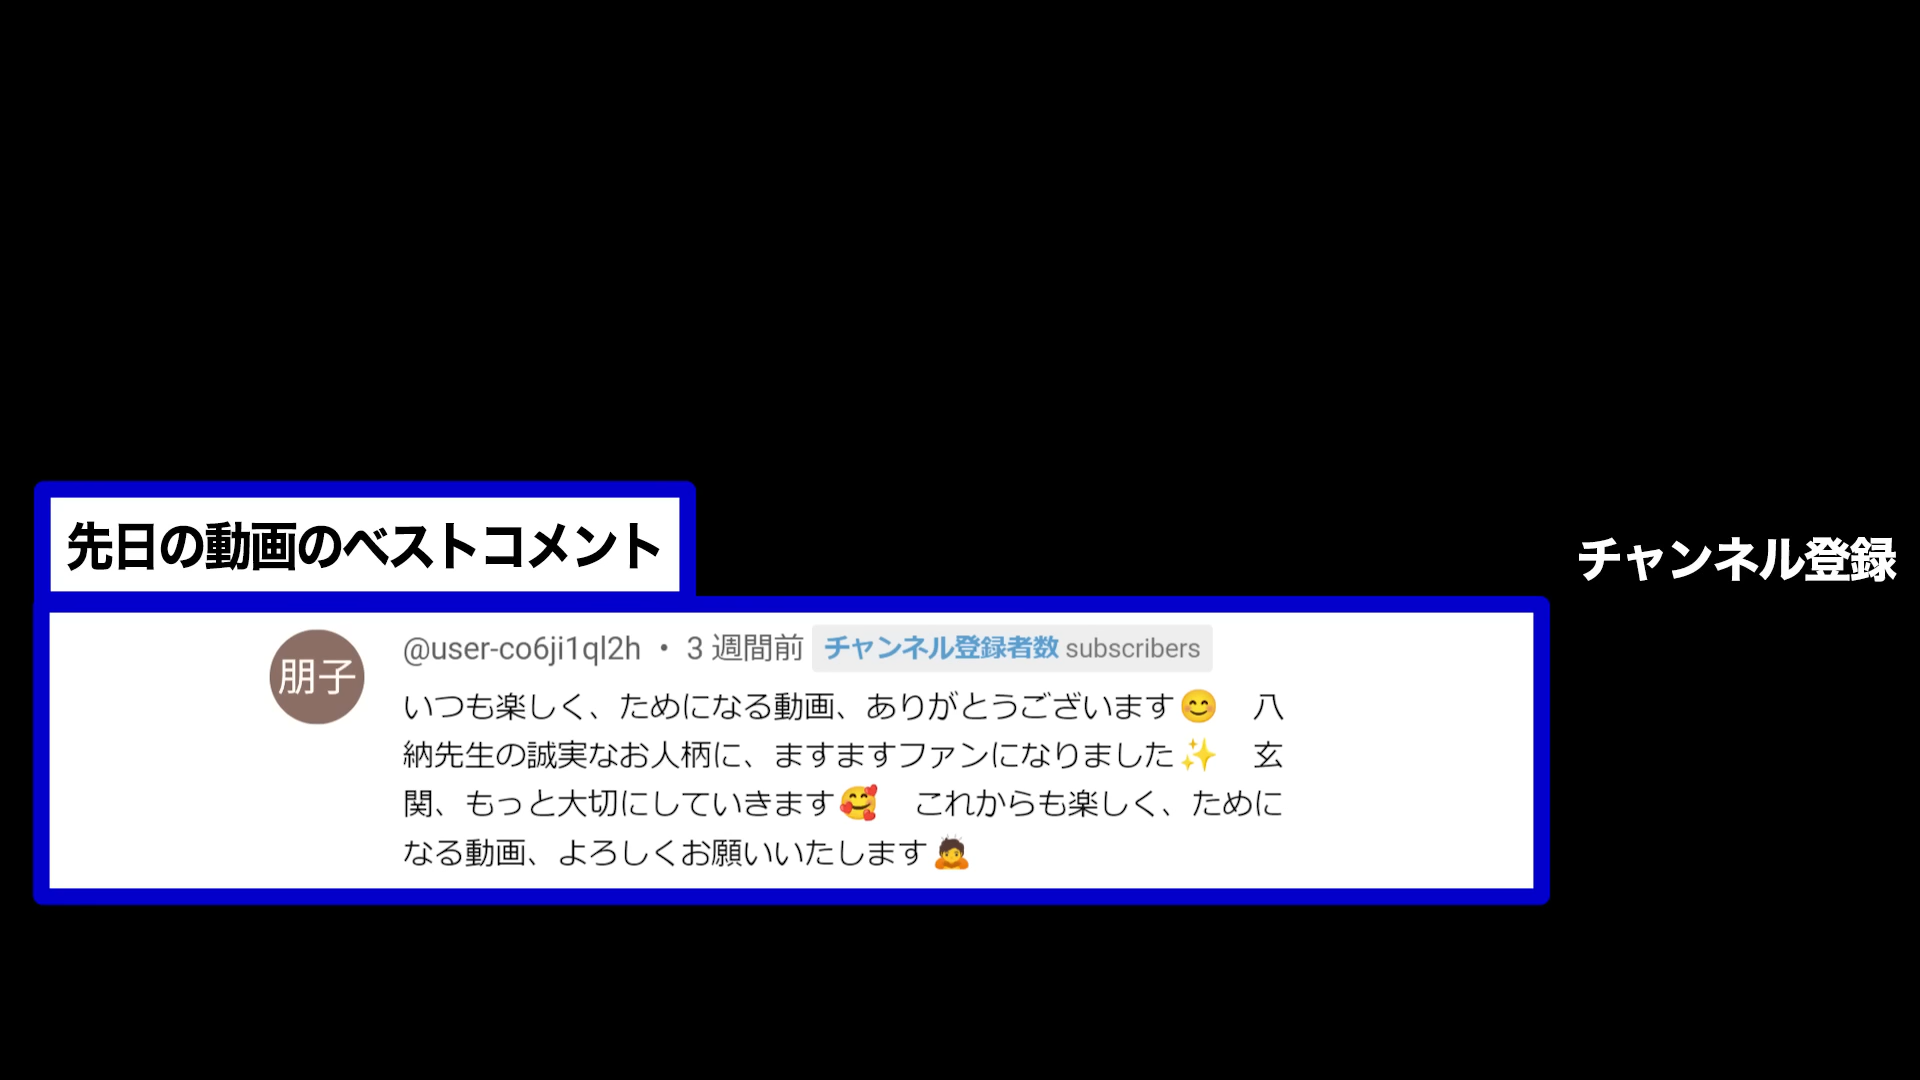 先日の動画のベストコメント
チャンネル登録
朋子
@user-co6ji1ql2h ・ 3 週間前 チャンネル登録者数 subscribers
いつも楽しく、ためになる動画、ありがとうございます😊 八
納先生の誠実なお人柄に、ますますファンになりました✨ 玄
関、もっと大切にしていきます🥰 これからも楽しく、ために
なる動画、よろしくお願いいたします🙇